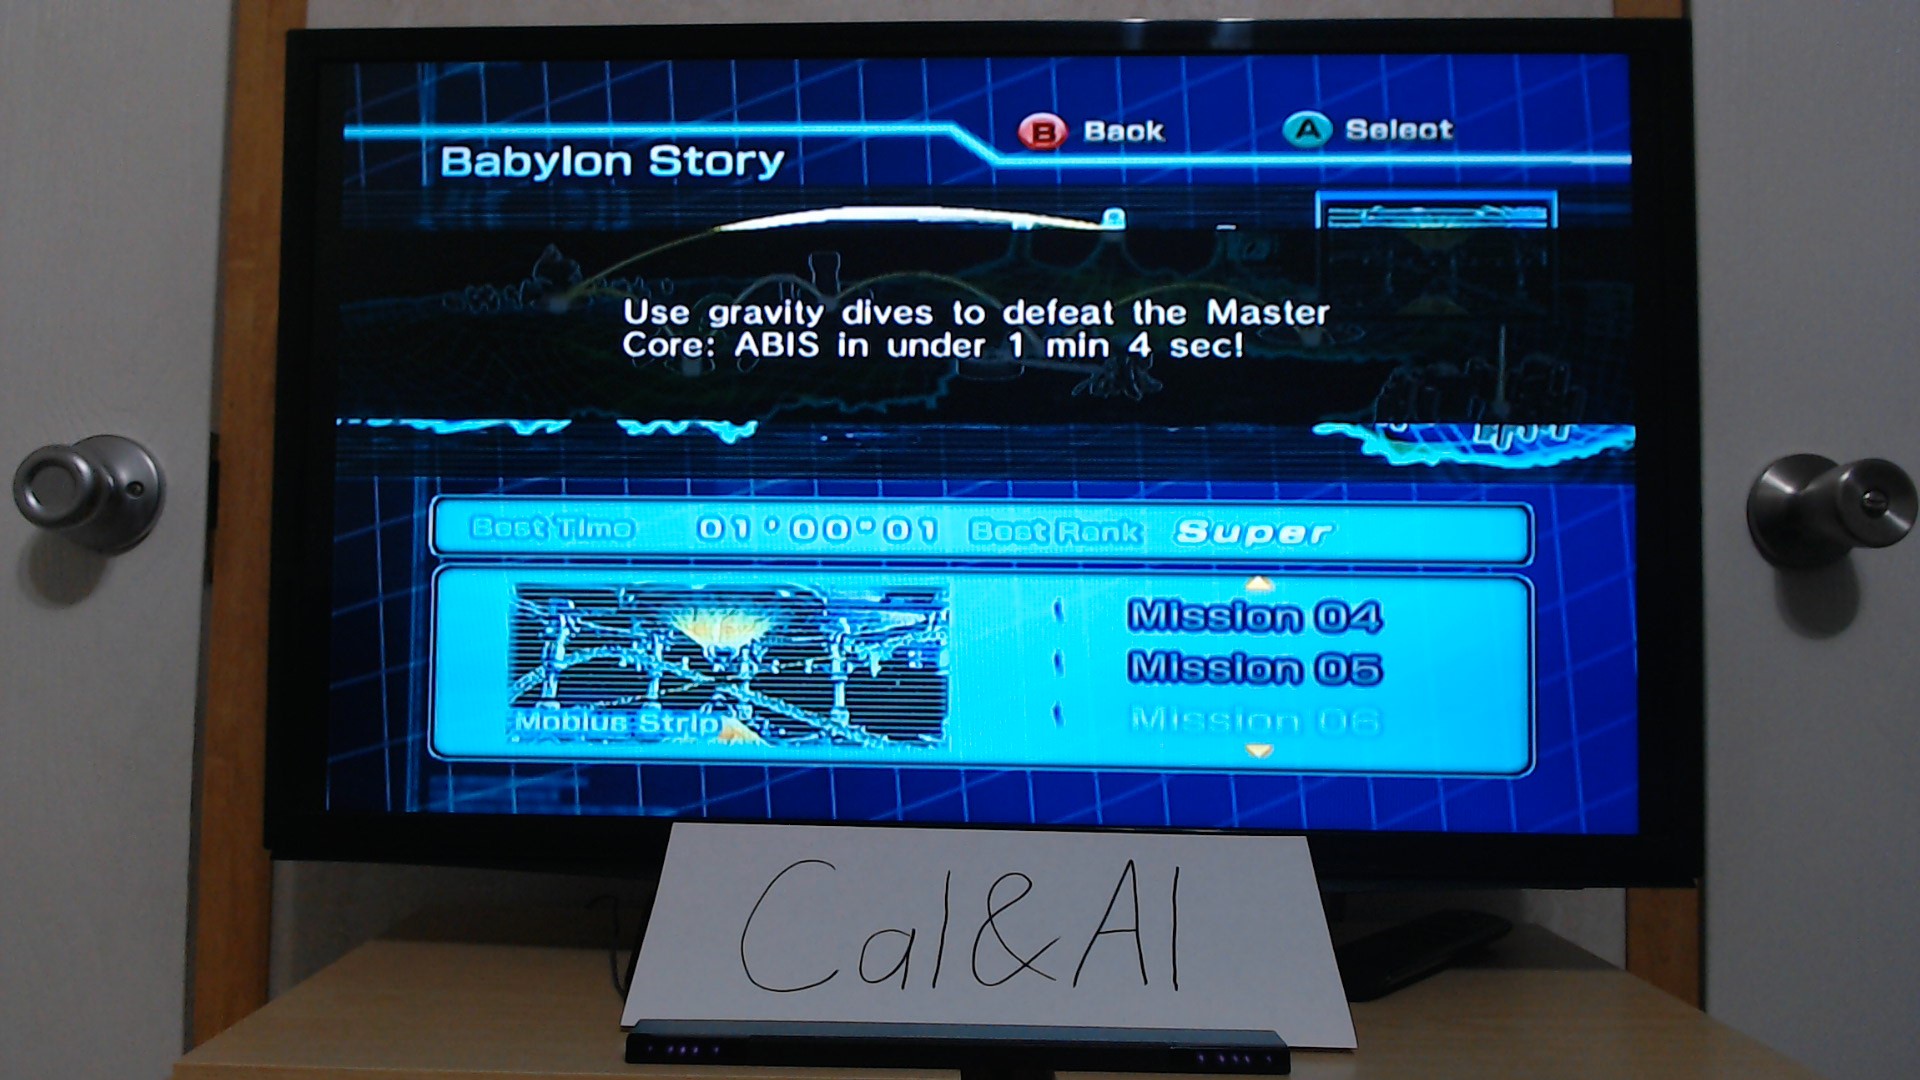 B Back A Select
Babylon Story
Use gravity dives to defeat the Master
Core: ABIS in under 1 min 4 sec!
Best Time 01'00"01 Best Rank Super
Mission 04
Mission 05
Mission 06
Mobius Strip
Cal&Al